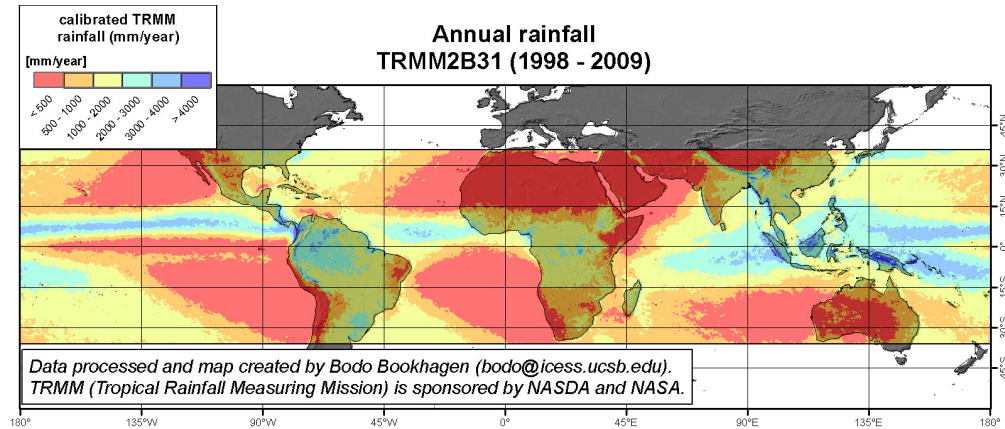 calibrated TRMM
rainfall (mm/year)
[mm/year]
< 500
500 - 1000
1000 - 2000
2000 - 3000
3000 - 4000
> 4000
Annual rainfall
TRMM2B31 (1998 - 2009)
45°N
30°N
15°N
0°
15°S
30°S
45°S
Data processed and map created by Bodo Bookhagen (bodo@icess.ucsb.edu).
TRMM (Tropical Rainfall Measuring Mission) is sponsored by NASDA and NASA.
180° 135°W 90°W 45°W 0° 45°E 90°E 135°E 180°